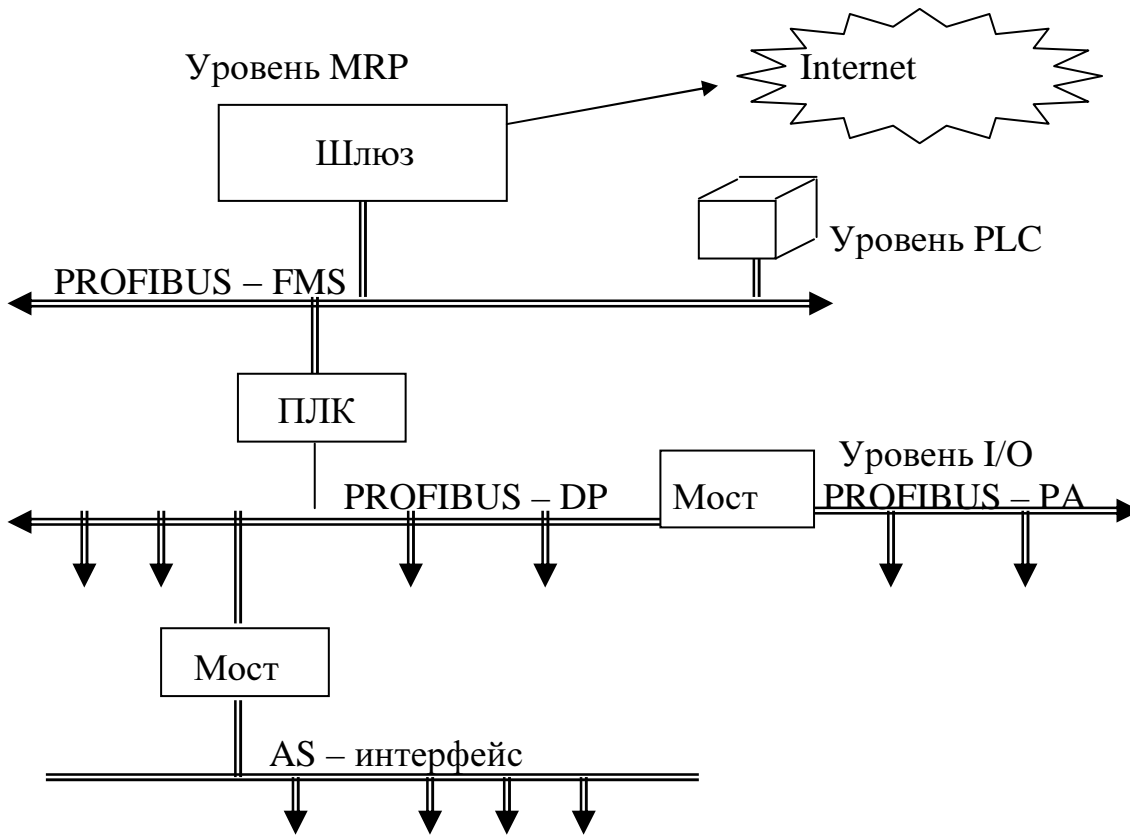 Уровень MRP
Internet
Шлюз
Уровень PLC
PROFIBUS – FMS
ПЛК
Уровень I/O
PROFIBUS – DP
Мост
PROFIBUS – PA
Мост
AS – интерфейс